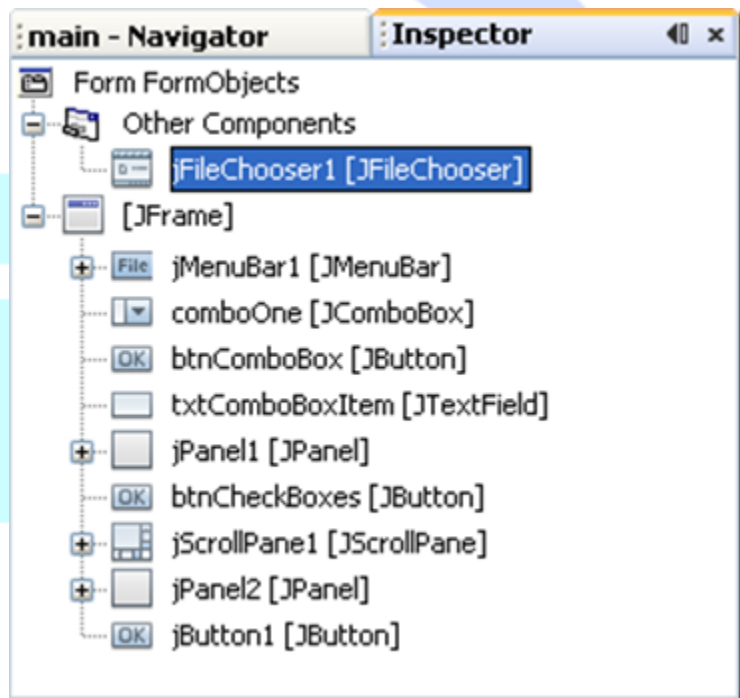 main - Navigator Inspector
Form FormObjects
Other Components
jFileChooser1 [JFileChooser]
[JFrame]
File jMenuBar1 [JMenuBar]
comboOne [JComboBox]
OK btnComboBox [JButton]
txtComboBoxItem [JTextField]
jPanel1 [JPanel]
OK btnCheckBoxes [JButton]
jScrollPane1 [JScrollPane]
jPanel2 [JPanel]
OK jButton1 [JButton]